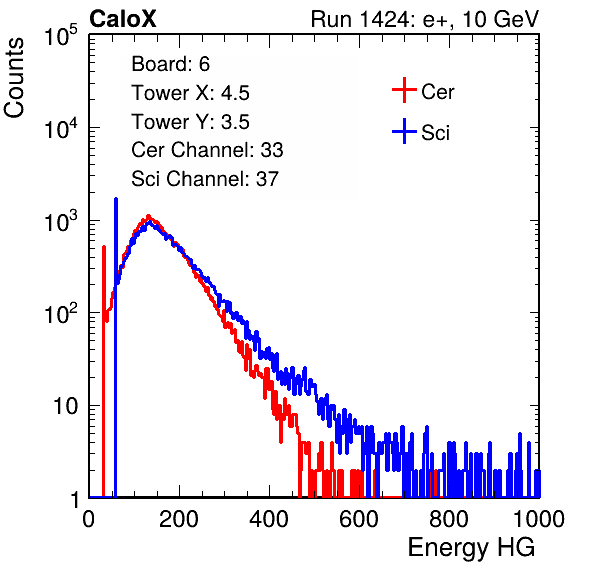 CaloX Run 1424: e+, 10 GeV
Board: 6
Tower X: 4.5
Tower Y: 3.5
Cer Channel: 33
Sci Channel: 37
Cer
Sci
Counts
10^5
10^4
10^3
10^2
10
1
0 200 400 600 800 1000
Energy HG